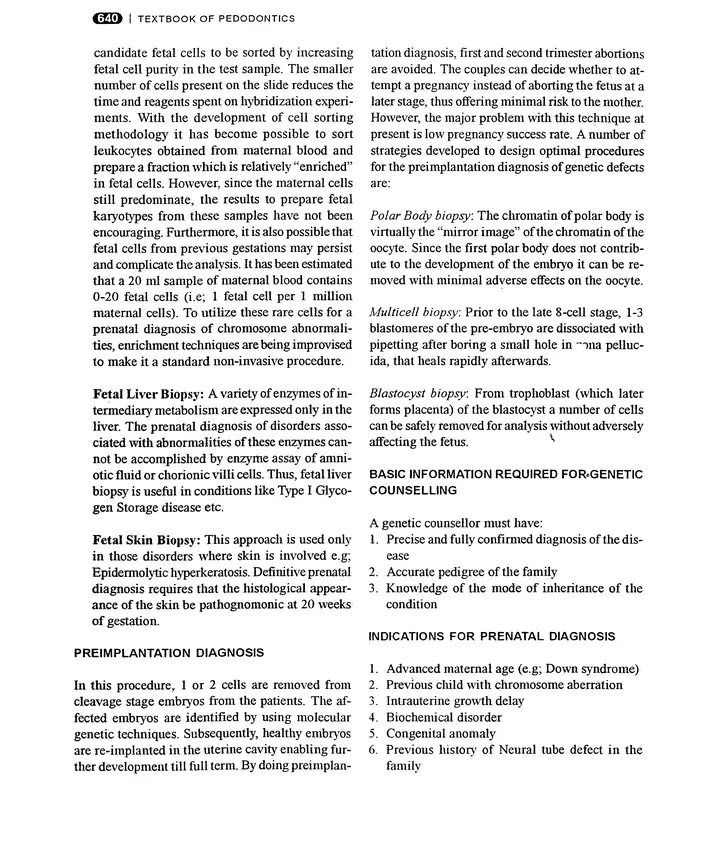 640 | TEXTBOOK OF PEDODONTICS
candidate fetal cells to be sorted by increasing
fetal cell purity in the test sample. The smaller
number of cells present on the slide reduces the
time and reagents spent on hybridization experi-
ments. With the development of cell sorting
methodology it has become possible to sort
leukocytes obtained from maternal blood and
prepare a fraction which is relatively “enriched”
in fetal cells. However, since the maternal cells
still predominate, the results to prepare fetal
karyotypes from these samples have not been
encouraging. Furthermore, it is also possible that
fetal cells from previous gestations may persist
and complicate the analysis. It has been estimated
that a 20 ml sample of maternal blood contains
0-20 fetal cells (i.e; 1 fetal cell per 1 million
maternal cells). To utilize these rare cells for a
prenatal diagnosis of chromosome abnormali-
ties, enrichment techniques are being improvised
to make it a standard non-invasive procedure.
Fetal Liver Biopsy: A variety of enzymes of in-
termediary metabolism are expressed only in the
liver. The prenatal diagnosis of disorders asso-
ciated with abnormalities of these enzymes can-
not be accomplished by enzyme assay of amni-
otic fluid or chorionic villi cells. Thus, fetal liver
biopsy is useful in conditions like Type I Glyco-
gen Storage disease etc.
Fetal Skin Biopsy: This approach is used only
in those disorders where skin is involved e.g;
Epidermolytic hyperkeratosis. Definitive prenatal
diagnosis requires that the histological appear-
ance of the skin be pathognomonic at 20 weeks
of gestation.
PREIMPLANTATION DIAGNOSIS
In this procedure, 1 or 2 cells are removed from
cleavage stage embryos from the patients. The af-
fected embryos are identified by using molecular
genetic techniques. Subsequently, healthy embryos
are re-implanted in the uterine cavity enabling fur-
ther development till full term. By doing preimplan-
tation diagnosis, first and second trimester abortions
are avoided. The couples can decide whether to at-
tempt a pregnancy instead of aborting the fetus at a
later stage, thus offering minimal risk to the mother.
However, the major problem with this technique at
present is low pregnancy success rate. A number of
strategies developed to design optimal procedures
for the preimplantation diagnosis of genetic defects
are:
Polar Body biopsy: The chromatin of polar body is
virtually the “mirror image” of the chromatin of the
oocyte. Since the first polar body does not contrib-
ute to the development of the embryo it can be re-
moved with minimal adverse effects on the oocyte.
Multicell biopsy: Prior to the late 8-cell stage, 1-3
blastomeres of the pre-embryo are dissociated with
pipetting after boring a small hole in pelluc-
ida, that heals rapidly afterwards.
Blastocyst biopsy: From trophoblast (which later
forms placenta) of the blastocyst a number of cells
can be safely removed for analysis without adversely
affecting the fetus.
BASIC INFORMATION REQUIRED FOR GENETIC
COUNSELLING
A genetic counsellor must have:
1. Precise and fully confirmed diagnosis of the dis-
ease
2. Accurate pedigree of the family
3. Knowledge of the mode of inheritance of the
condition
INDICATIONS FOR PRENATAL DIAGNOSIS
1. Advanced maternal age (e.g; Down syndrome)
2. Previous child with chromosome aberration
3. Intrauterine growth delay
4. Biochemical disorder
5. Congenital anomaly
6. Previous history of Neural tube defect in the
family